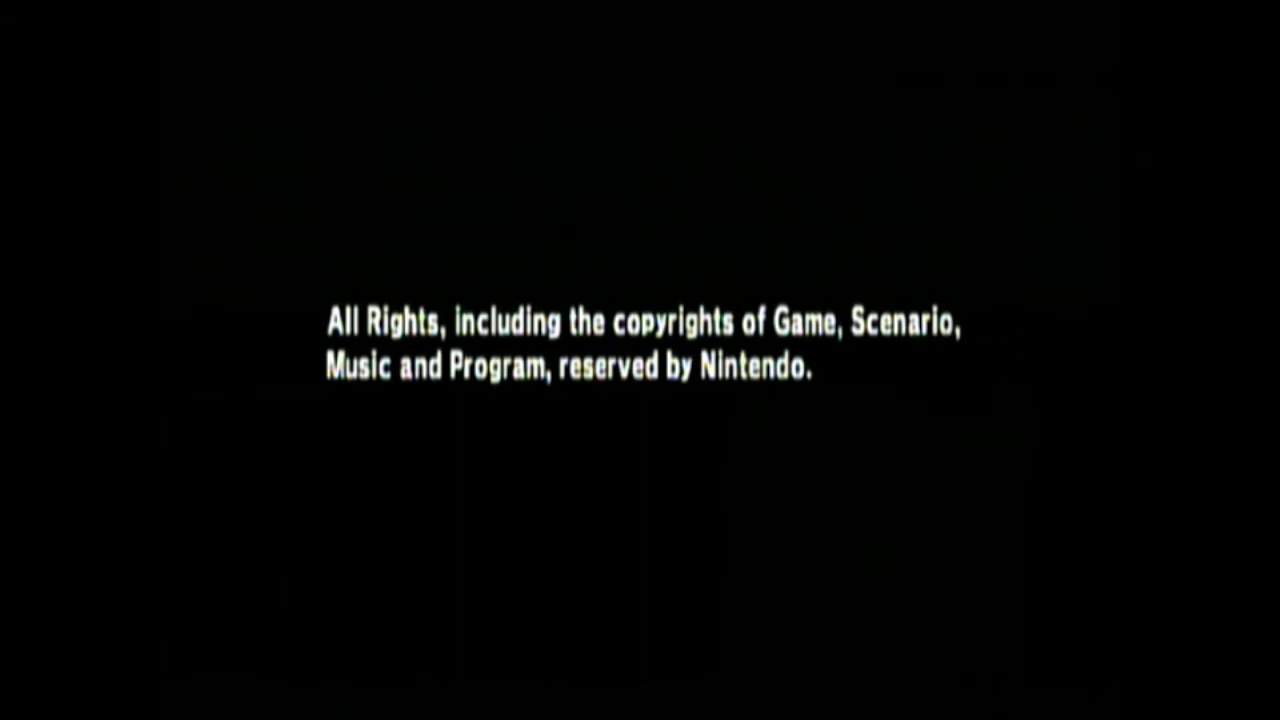 All Rights, including the copyrights of Game, Scenario,
Music and Program, reserved by Nintendo.